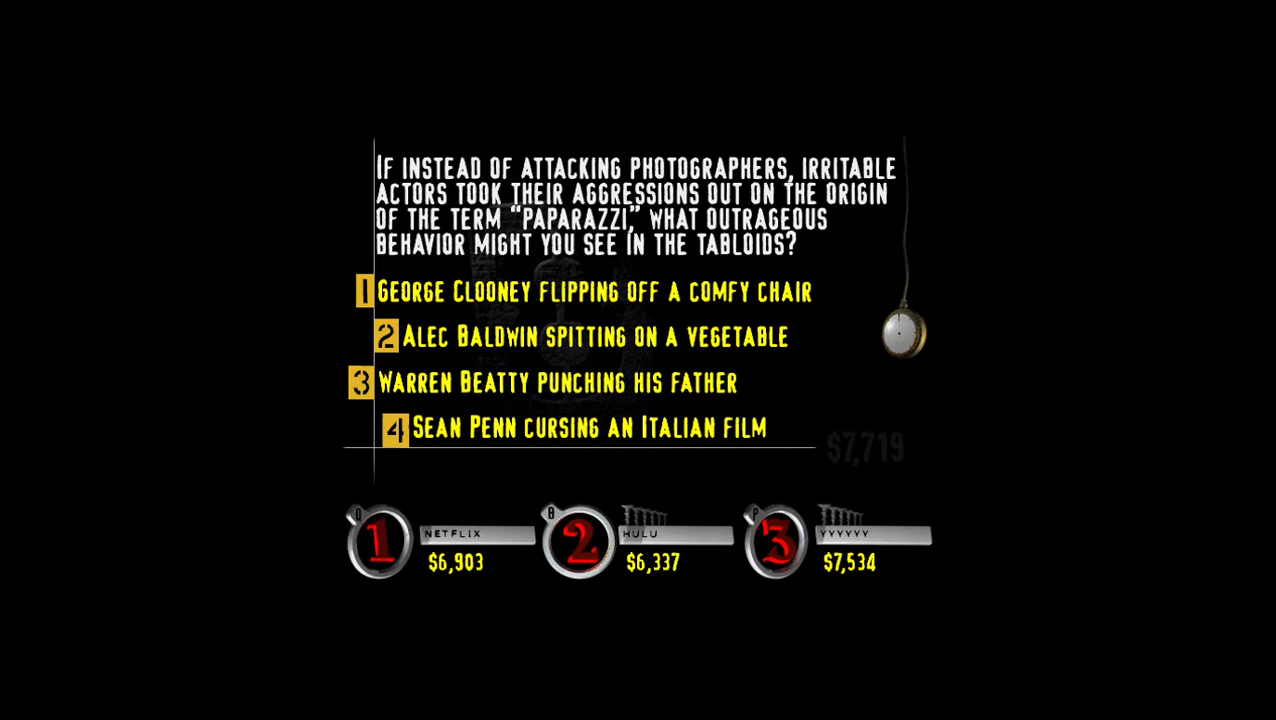 IF INSTEAD OF ATTACKING PHOTOGRAPHERS, IRRITABLE
ACTORS TOOK THEIR AGGRESSIONS OUT ON THE ORIGIN
OF THE TERM "PAPARAZZI," WHAT OUTRAGEOUS
BEHAVIOR MIGHT YOU SEE IN THE TABLOIDS?
1 GEORGE CLOONEY FLIPPING OFF A COMFY CHAIR
2 ALEC BALDWIN SPITTING ON A VEGETABLE
3 WARREN BEATTY PUNCHING HIS FATHER
4 SEAN PENN CURSING AN ITALIAN FILM
$7,719
Q 1 NETFLIX B 2 HULU P 3 YYYYYY
$6,903 $6,337 $7,534